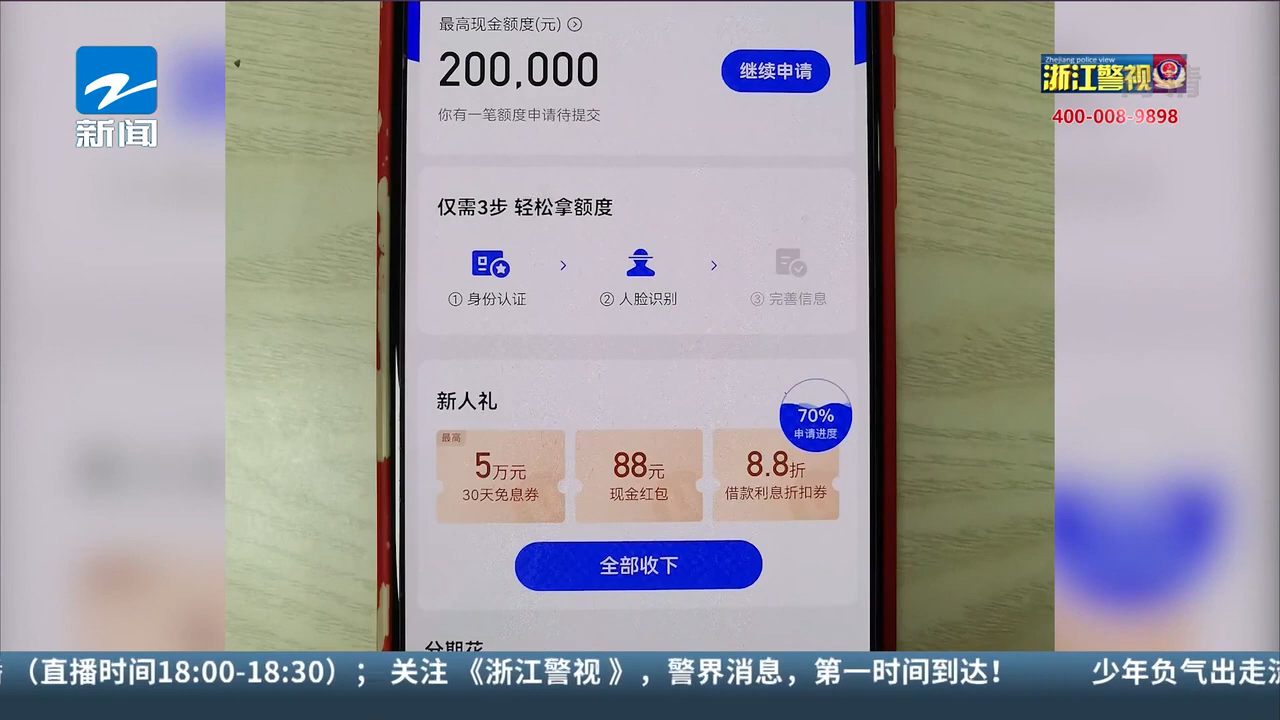 最高现金额度(元)
200,000
继续申请
你有一笔额度申请待提交
新闻
Zhejiang police view
浙江警视
400-008-9898
仅需3步 轻松拿额度
① 身份认证
② 人脸识别
③ 完善信息
新人礼
70%
申请进度
最高
5万元
30天免息券
88元
现金红包
8.8折
借款利息折扣券
全部收下
分期花
（直播时间18:00-18:30）；关注《浙江警视》，警界消息，第一时间到达！ 少年负气出走